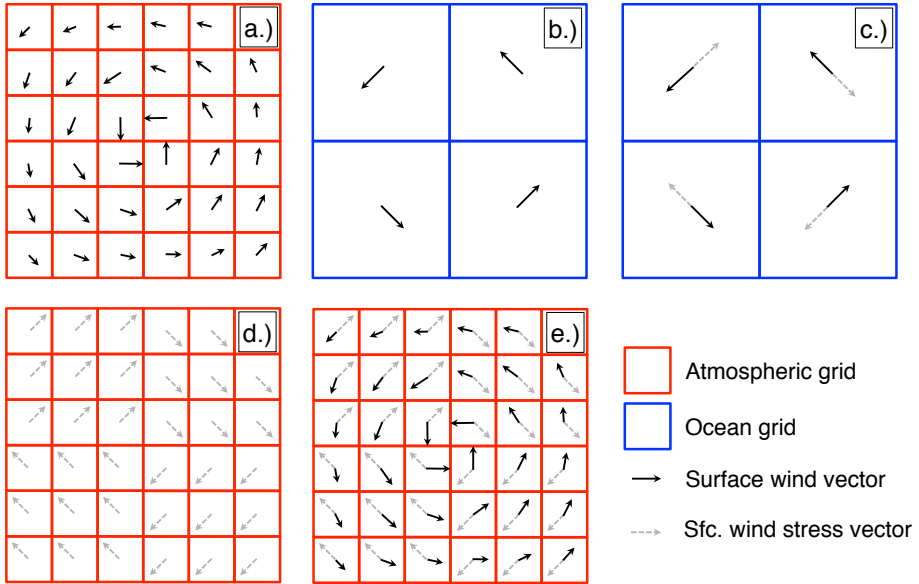 a.)
b.)
c.)
d.)
e.)
Atmospheric grid
Ocean grid
Surface wind vector
Sfc. wind stress vector